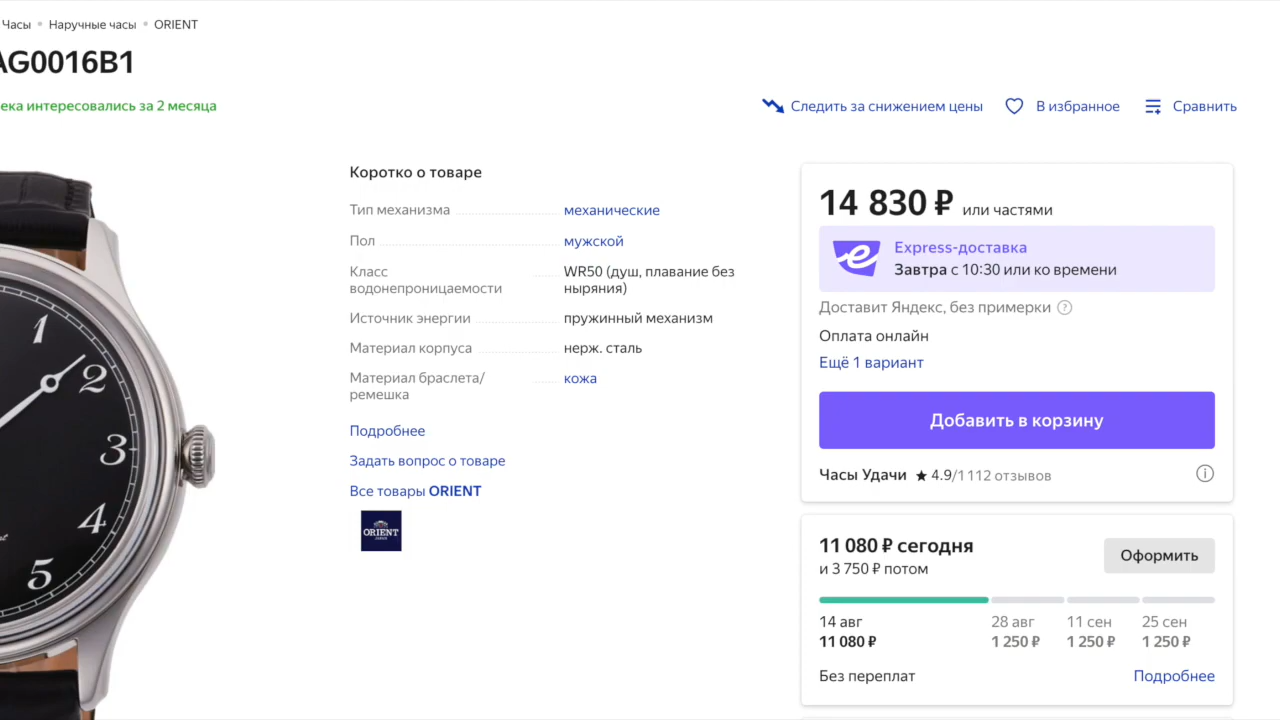 Часы • Наручные часы • ORIENT
AG0016B1
ека интересовались за 2 месяца
Следить за снижением цены
В избранное
Сравнить
Коротко о товаре
Тип механизма
механические
Пол
мужской
Класс
водонепроницаемости
WR50 (душ, плавание без
ныряния)
Источник энергии
пружинный механизм
Материал корпуса
нерж. сталь
Материал браслета/
ремешка
кожа
Подробнее
Задать вопрос о товаре
Все товары ORIENT
ORIENT
1
2
3
4
5
14 830 ₽ или частями
Express-доставка
Завтра с 10:30 или ко времени
Доставит Яндекс, без примерки ?
Оплата онлайн
Ещё 1 вариант
Добавить в корзину
Часы Удачи ★ 4.9/1 112 отзывов
11 080 ₽ сегодня
и 3 750 ₽ потом
Оформить
14 авг
11 080 ₽
28 авг
1 250 ₽
11 сен
1 250 ₽
25 сен
1 250 ₽
Без переплат
Подробнее